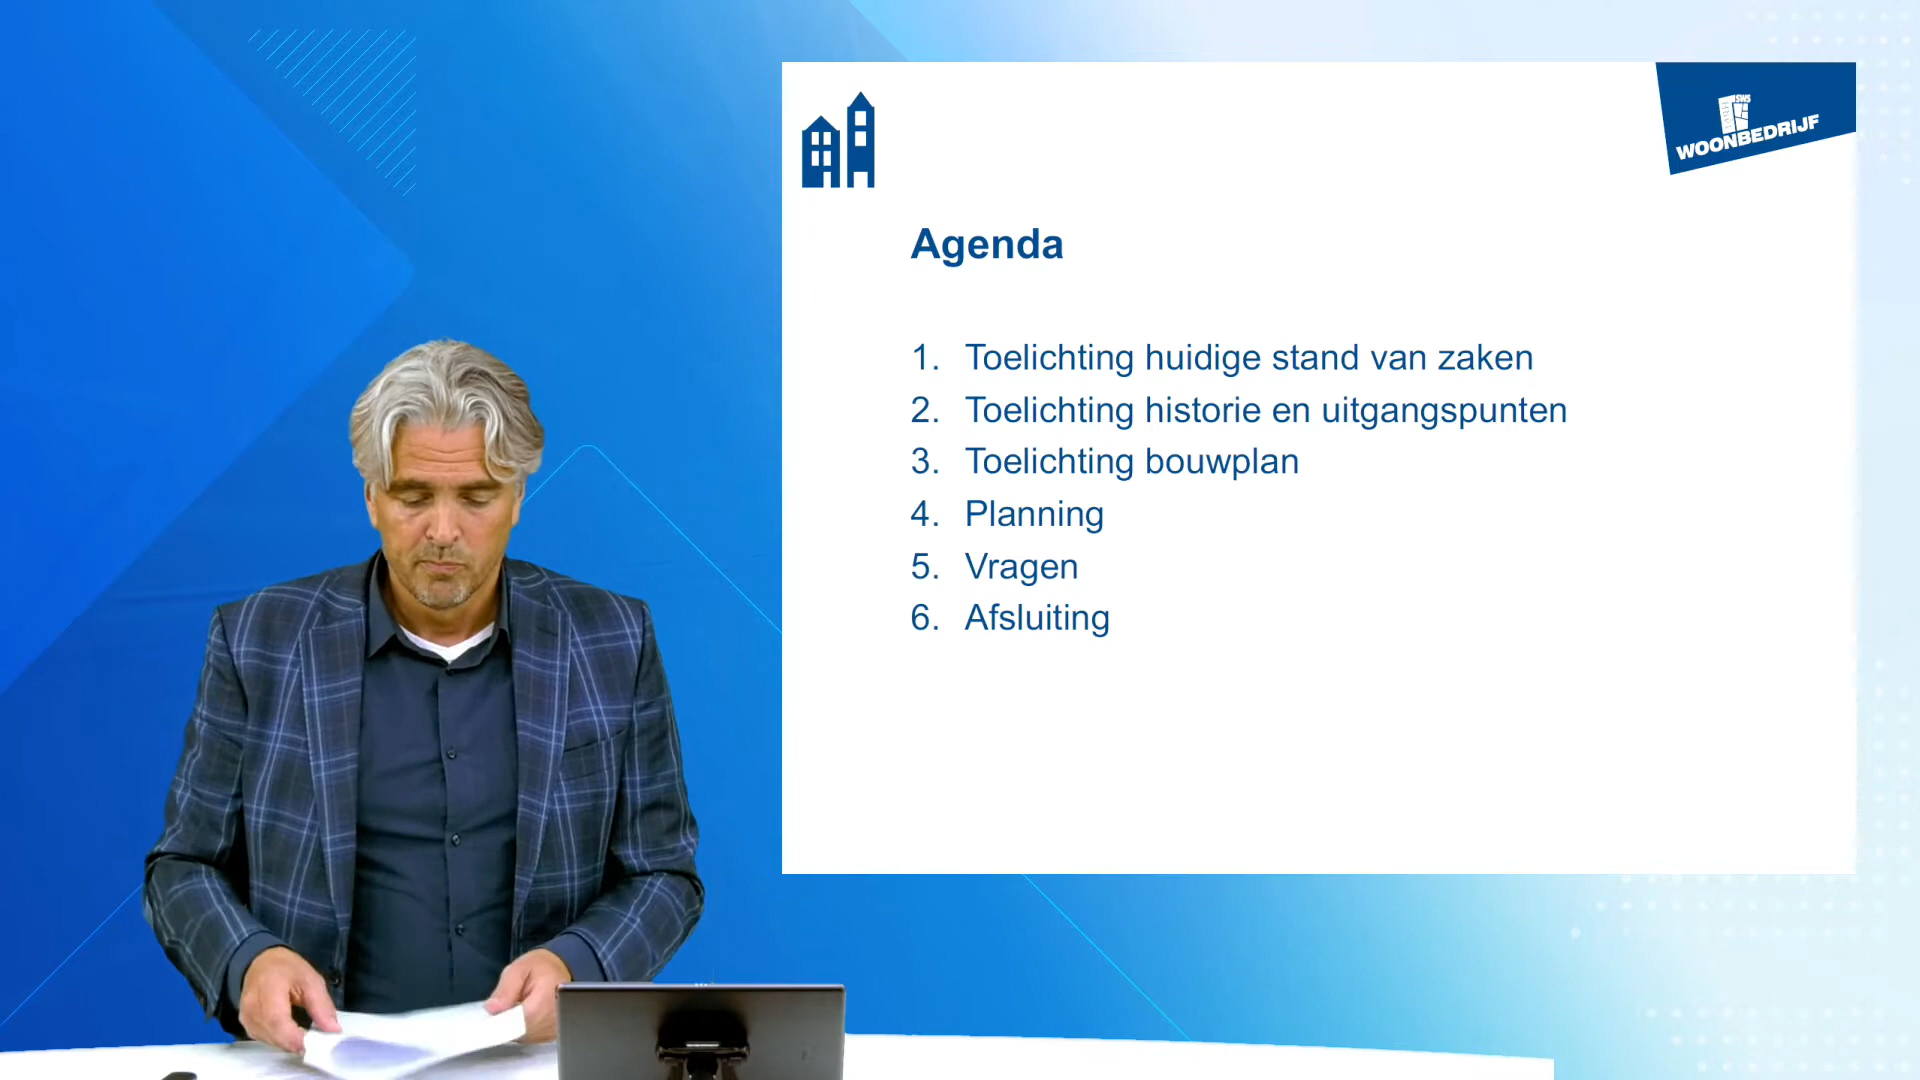 SWS
WOONBEDRIJF
Agenda
1. Toelichting huidige stand van zaken
2. Toelichting historie en uitgangspunten
3. Toelichting bouwplan
4. Planning
5. Vragen
6. Afsluiting